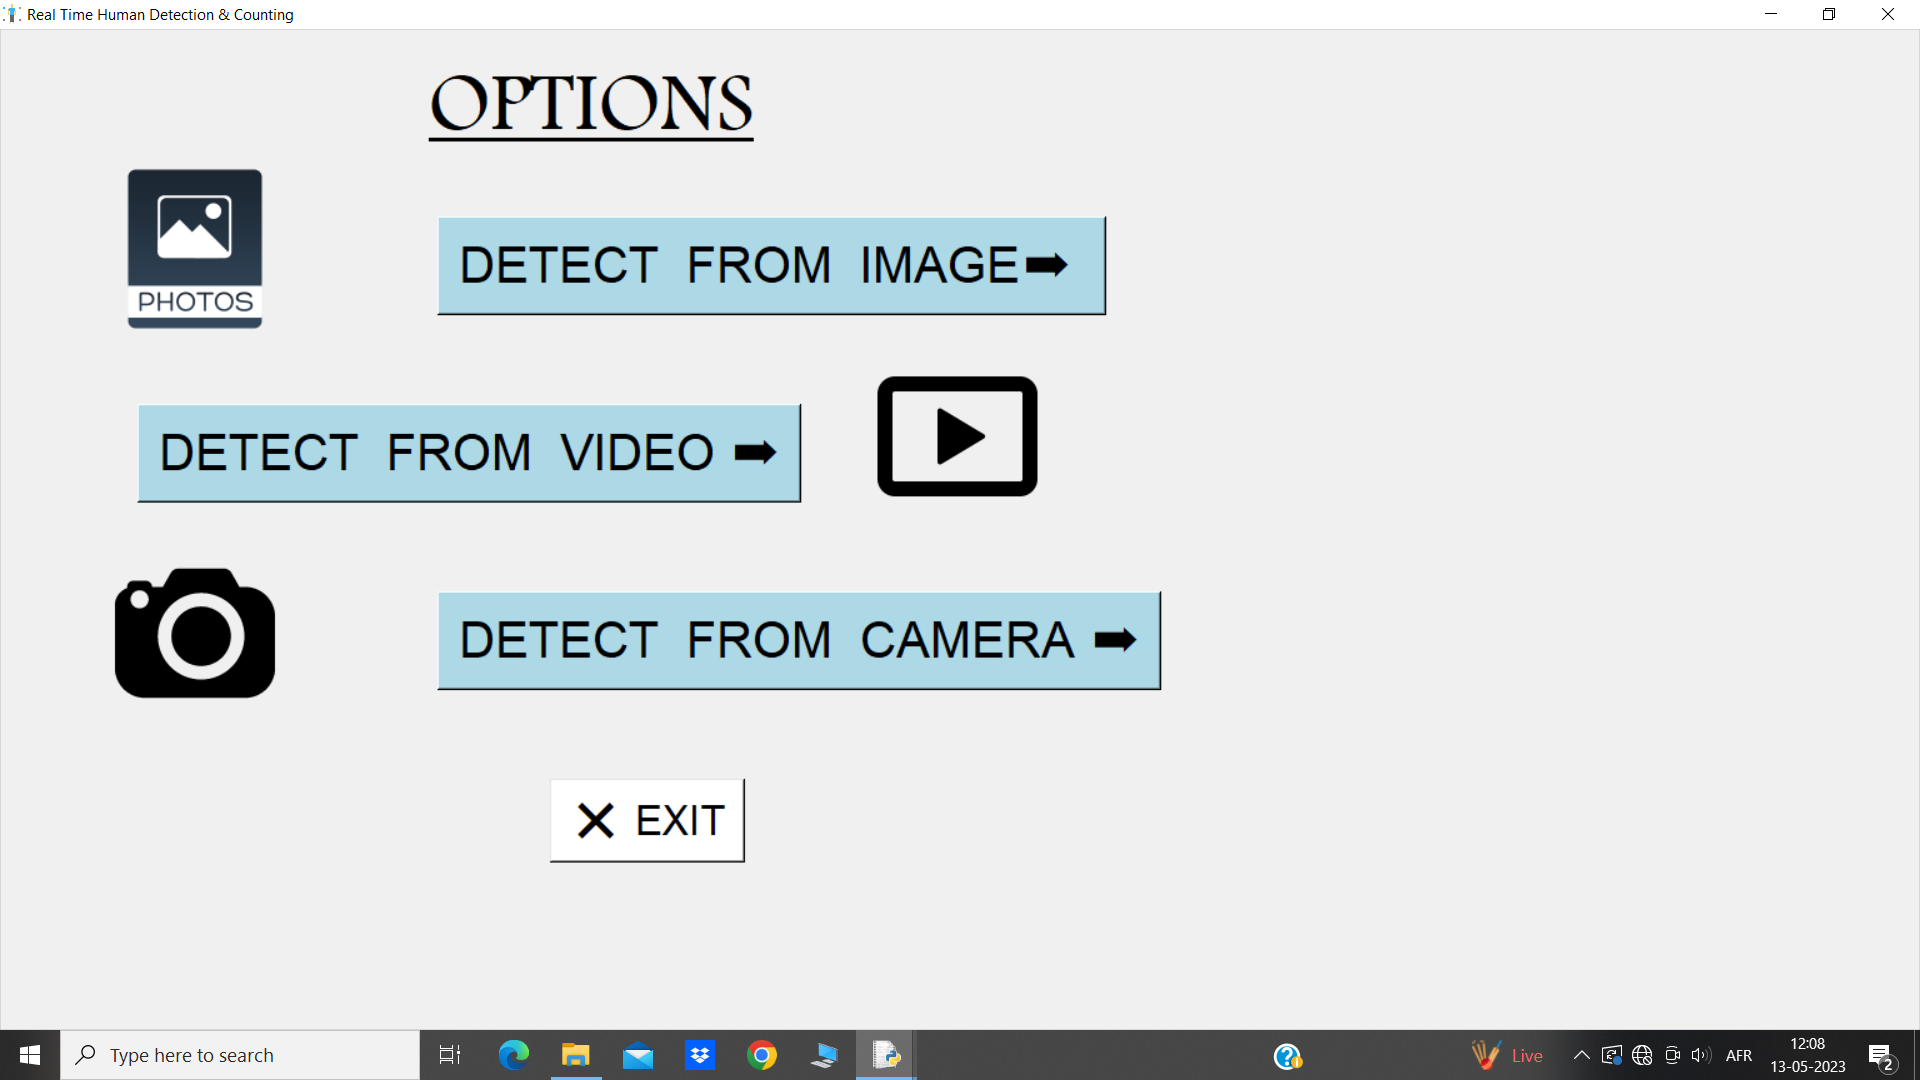 Real Time Human Detection & Counting
OPTIONS
PHOTOS
DETECT FROM IMAGE➡
DETECT FROM VIDEO ➡
DETECT FROM CAMERA ➡
❌ EXIT
Type here to search
Live
AFR
12:08
13-05-2023
2